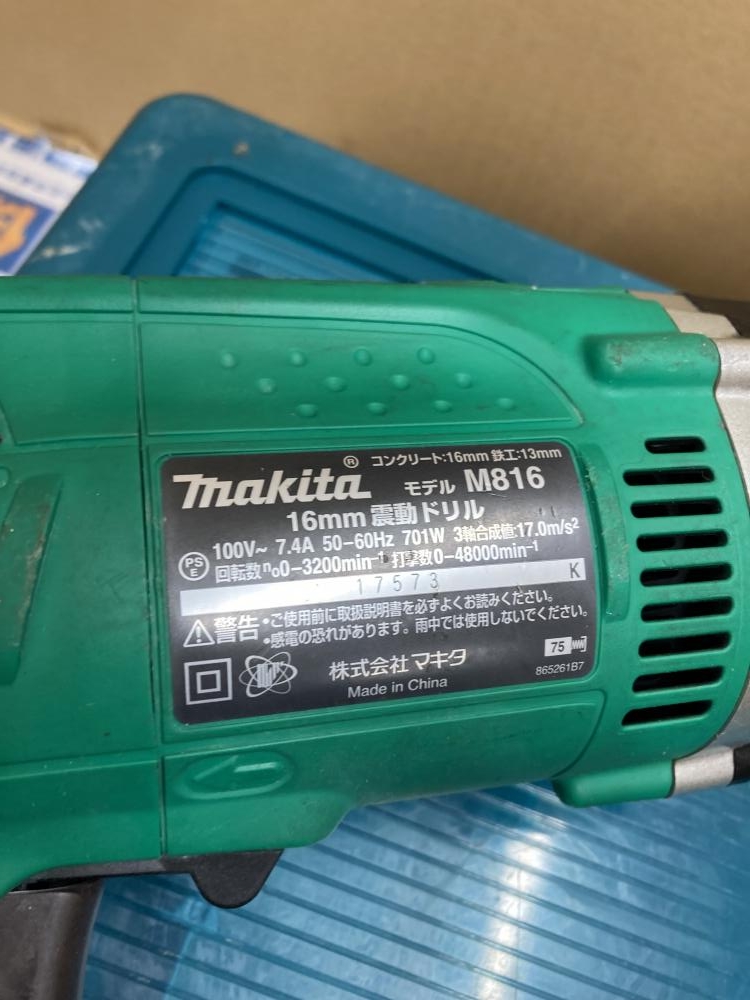 makita ® コンクリート:16mm 鉄工:13mm
モデル M816
16mm 震動ドリル
PS E 100V~ 7.4A 50-60Hz 701W 3軸合成値:17.0m/s²
回転数n₀0-3200min⁻¹ 打撃数0-48000min⁻¹
17573 K
警告・ご使用前に取扱説明書を必ずよくお読みください。
・感電の恐れがあります。雨中では使用しないでください。
株式会社マキタ 75
Made in China 865261B7